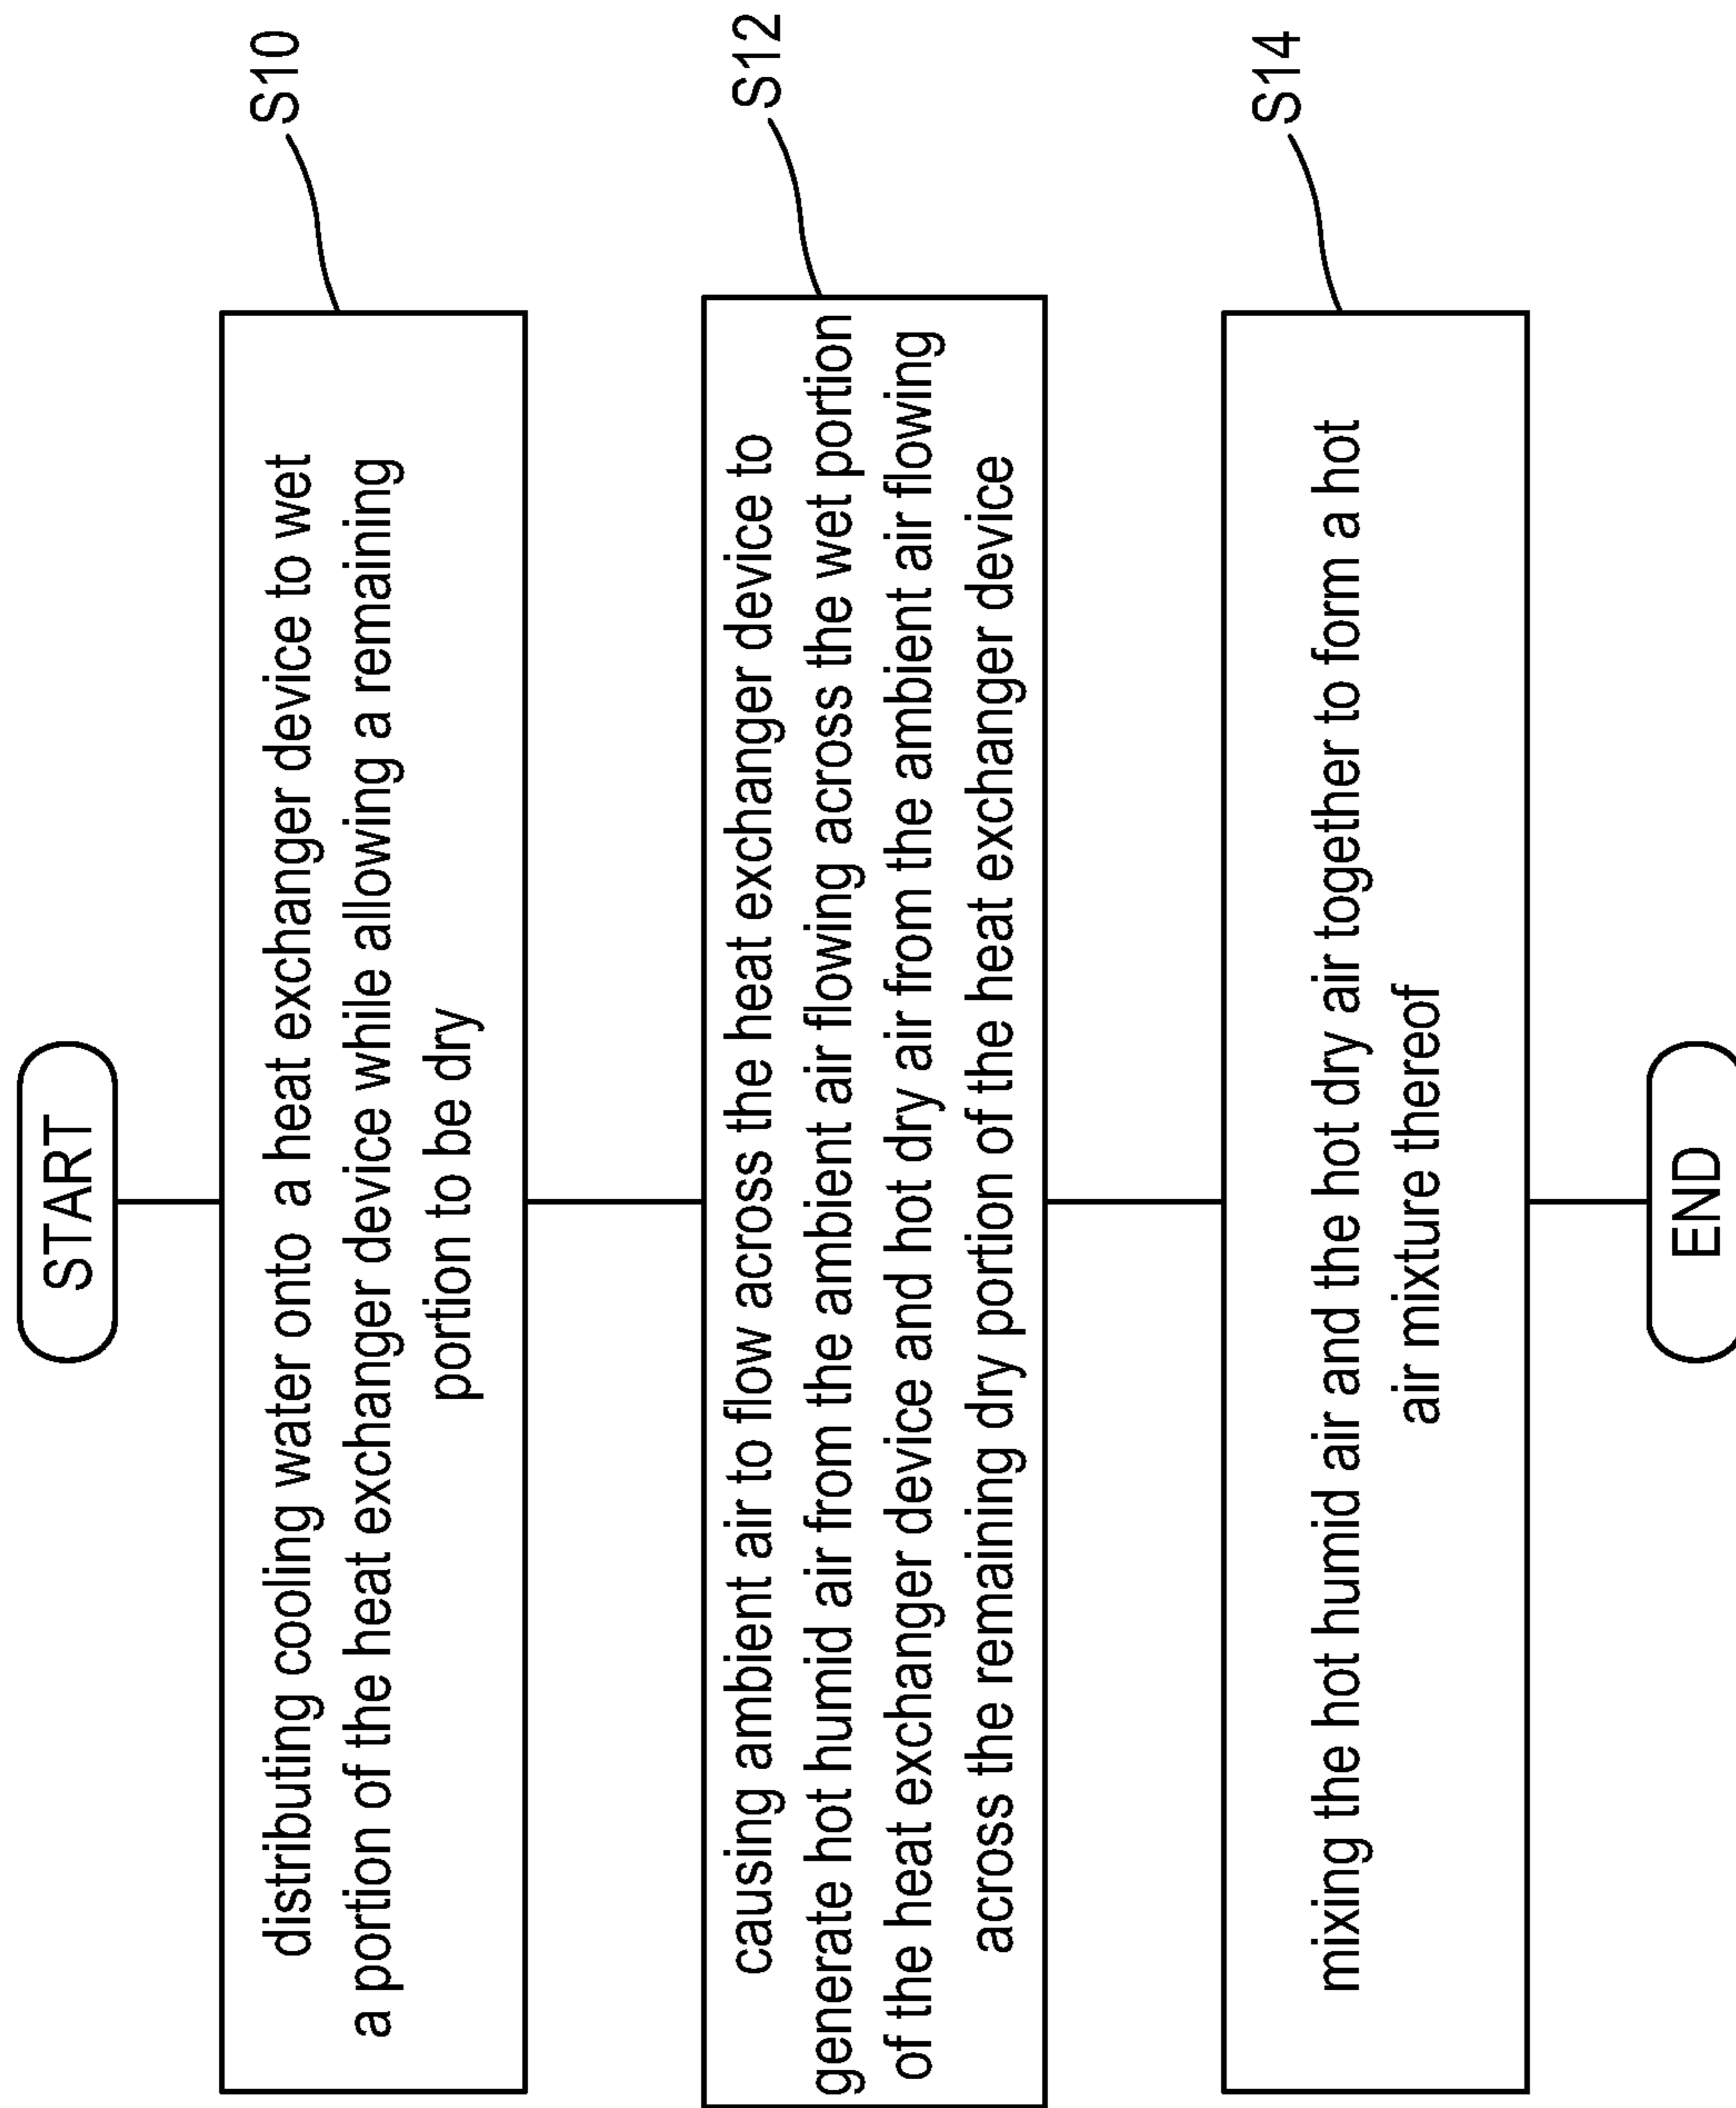 START
S10
distributing cooling water onto a heat exchanger device to wet
a portion of the heat exchanger device while allowing a remaining
portion to be dry
S12
causing ambient air to flow across the heat exchanger device to
generate hot humid air from the ambient air flowing across the wet portion
of the heat exchanger device and hot dry air from the ambient air flowing
across the remaining dry portion of the heat exchanger device
S14
mixing the hot humid air and the hot dry air together to form a hot
air mixture thereof
END